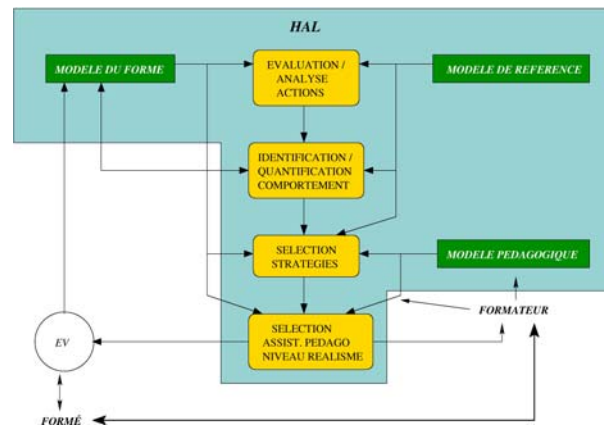 HAL
MODELE DU FORME
EVALUATION /
ANALYSE
ACTIONS
MODELE DE REFERENCE
IDENTIFICATION /
QUANTIFICATION
COMPORTEMENT
SELECTION
STRATEGIES
MODELE PEDAGOGIQUE
FORMATEUR
SELECTION
ASSIST. PEDAGO
NIVEAU REALISME
EV
FORMÉ